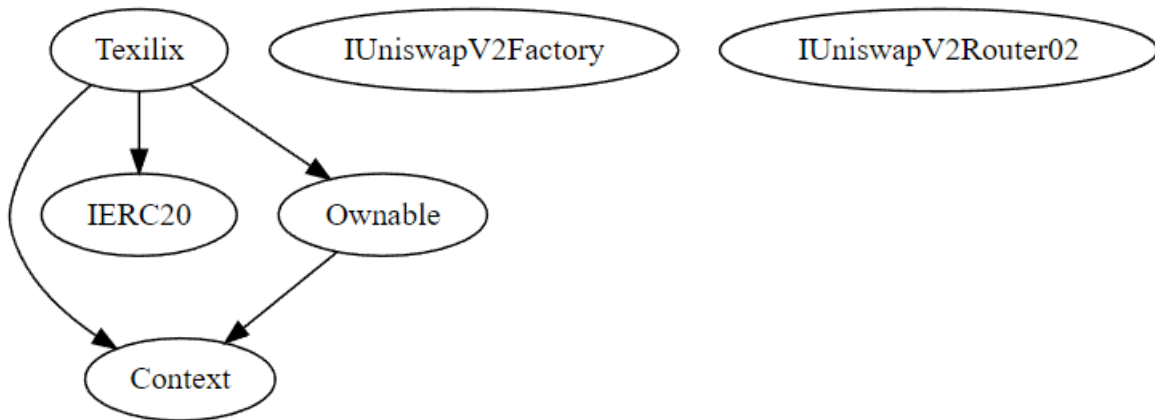 Texilix
IUniswapV2Factory
IUniswapV2Router02
IERC20
Ownable
Context